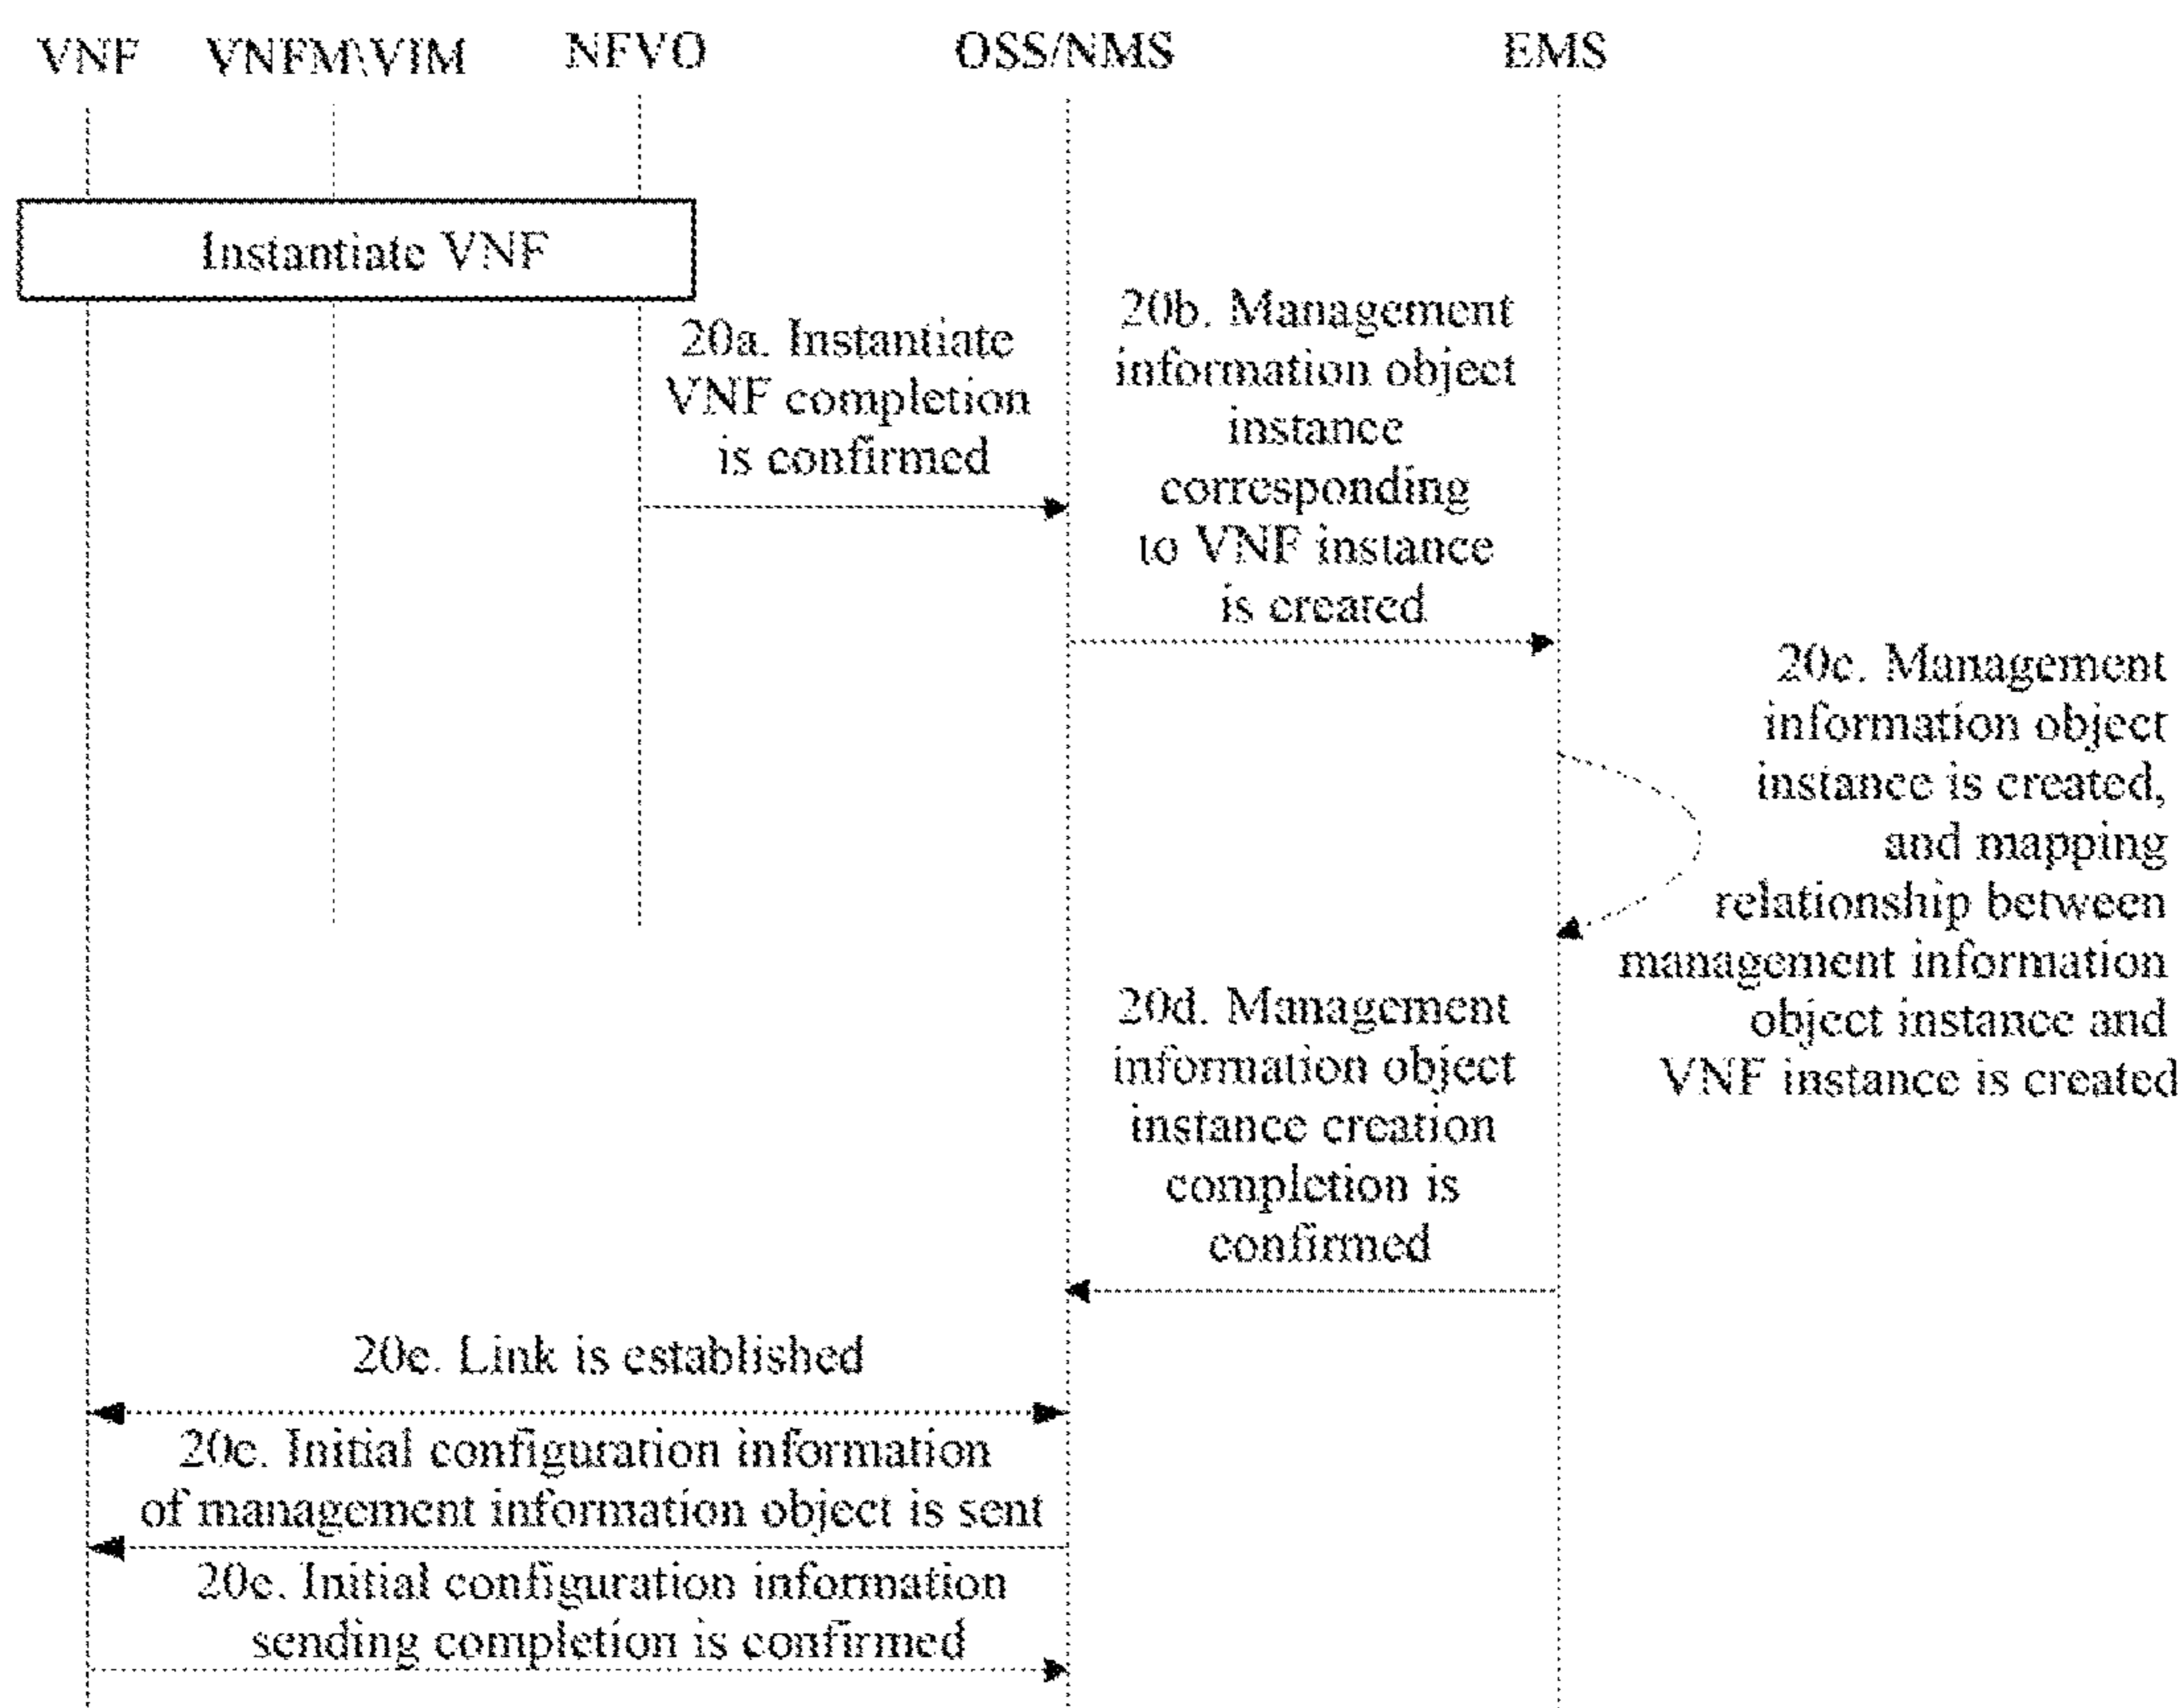 VNF VNFM\VIM NFVO OSS/NMS EMS
Instantiate VNF
20a. Instantiate
VNF completion
is confirmed
20b. Management
information object
instance
corresponding
to VNF instance
is created
20c. Management
information object
instance is created,
and mapping
relationship between
management information
object instance and
VNF instance is created
20d. Management
information object
instance creation
completion is
confirmed
20e. Link is established
20e. Initial configuration information
of management information object is sent
20e. Initial configuration information
sending completion is confirmed